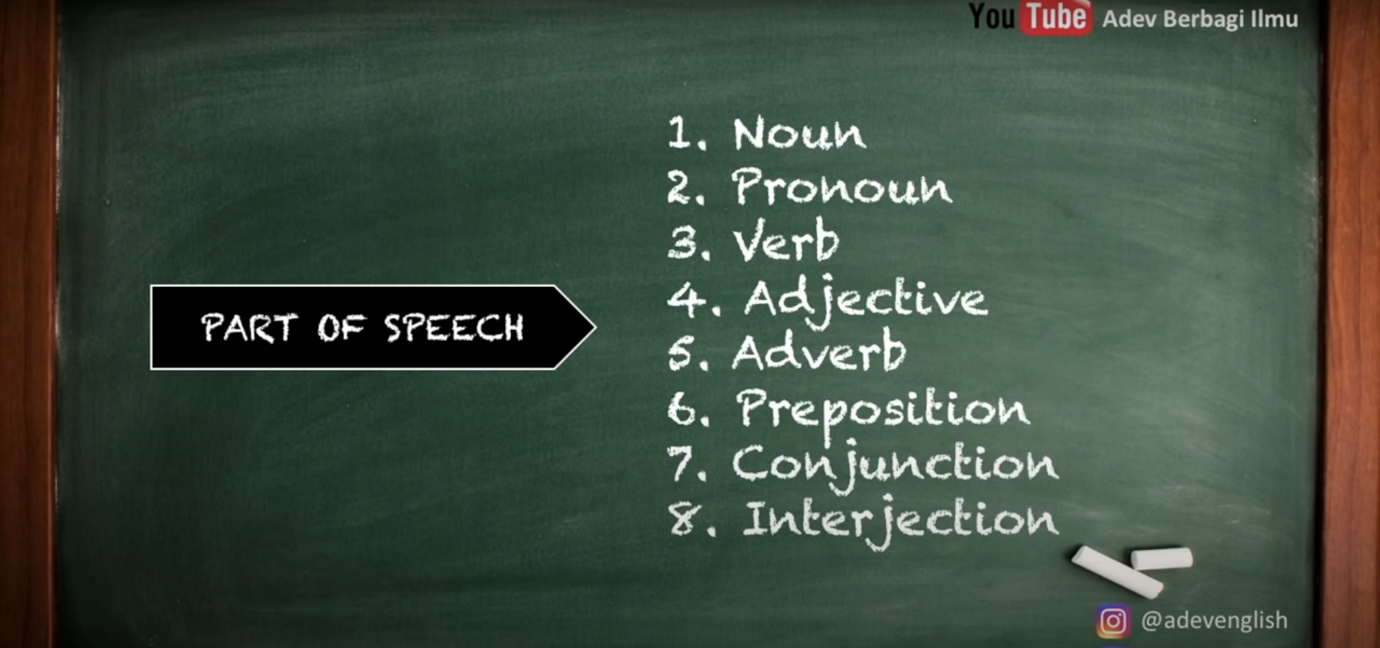 YouTube Adev Berbagi Ilmu
1. Noun
2. Pronoun
3. Verb
4. Adjective
PART OF SPEECH
5. Adverb
6. Preposition
7. Conjunction
8. Interjection
@adevenglish